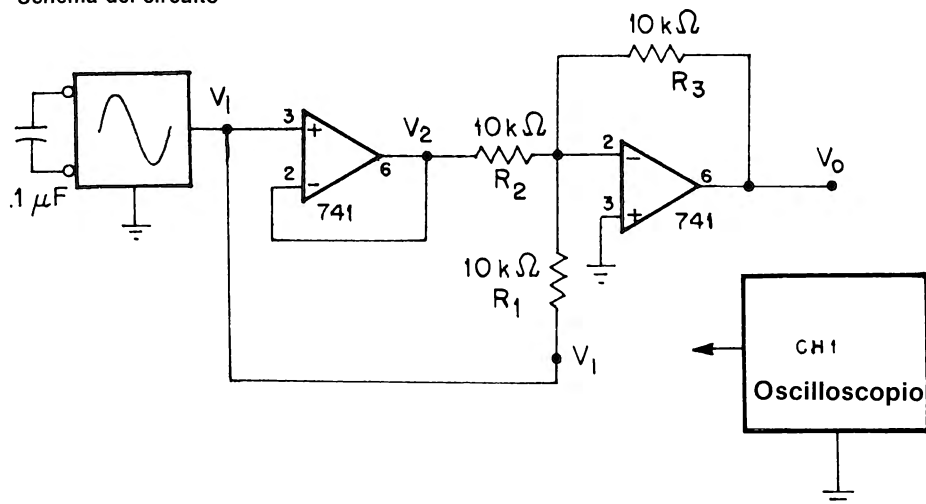 Schema del circuito
10 kΩ
R3
V1
3
+
2
-
6
741
V2
10 kΩ
R2
2
-
3
+
6
741
V0
.1 μF
10 kΩ
R1
V1
CH1
Oscilloscopio